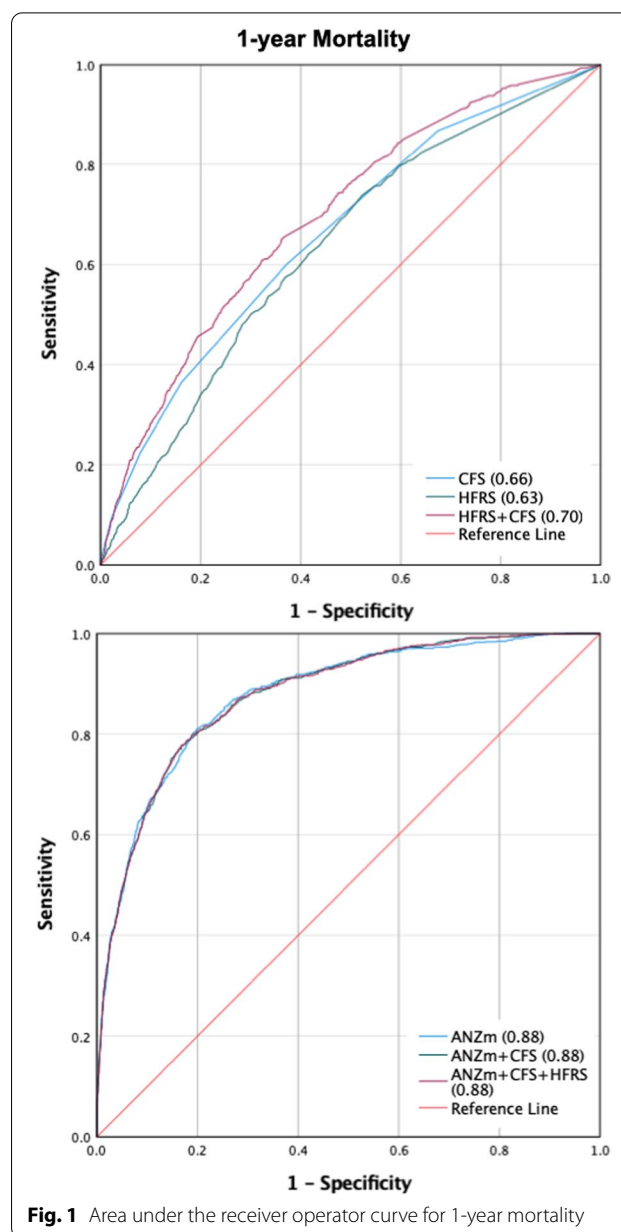 1-year Mortality
1.0
0.8
0.6
0.4
0.2
0.0
Sensitivity
CFS (0.66)
HFRS (0.63)
HFRS+CFS (0.70)
Reference Line
0.0 0.2 0.4 0.6 0.8 1.0
1 – Specificity
1.0
0.8
0.6
0.4
0.2
0.0
Sensitivity
ANZm (0.88)
ANZm+CFS (0.88)
ANZm+CFS+HFRS
(0.88)
Reference Line
0.0 0.2 0.4 0.6 0.8 1.0
1 – Specificity
Fig. 1 Area under the receiver operator curve for 1-year mortality